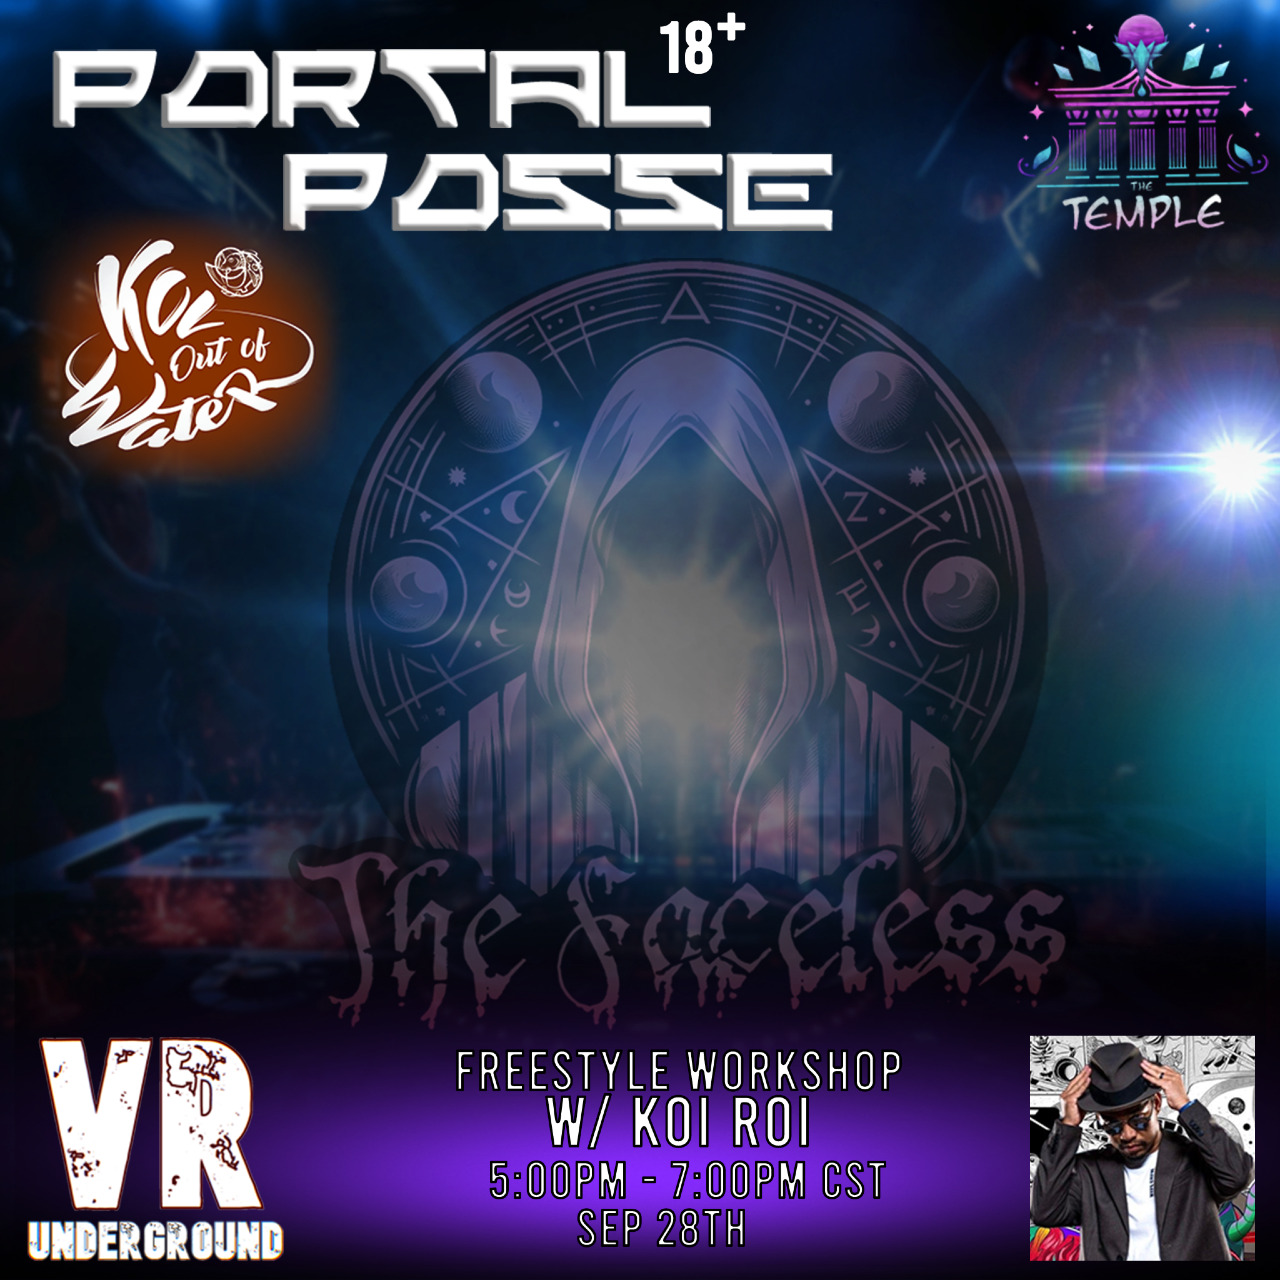 PORTAL 18+
POSSE
THE
TEMPLE
Koi
Out of
Water
The Faceless
VR
UNDERGROUND
FREESTYLE WORKSHOP
W/ KOI ROI
5:00PM - 7:00PM CST
SEP 28TH